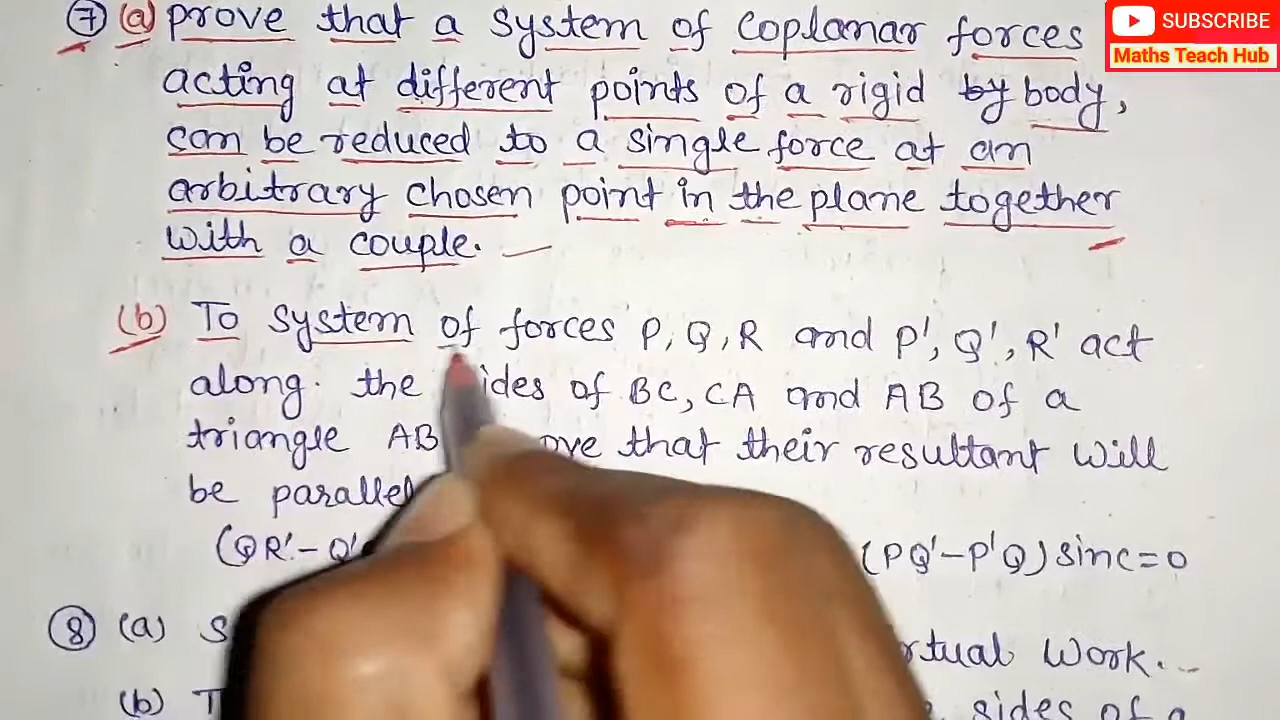 ⑦ (a) prove that a system of coplanar forces
SUBSCRIBE
Maths Teach Hub
acting at different points of a rigid by body,
can be reduced to a single force at an
arbitrary chosen point in the plane together
with a couple.
(b) To system of forces P, Q, R and P', Q', R' act
along. the ides of BC, CA and AB of a
triangle AB that their resultant will
be parallel
(QR'-Q' (PQ'-P'Q) sinc=0
⑧ (a) Work.
(b) T sides of a